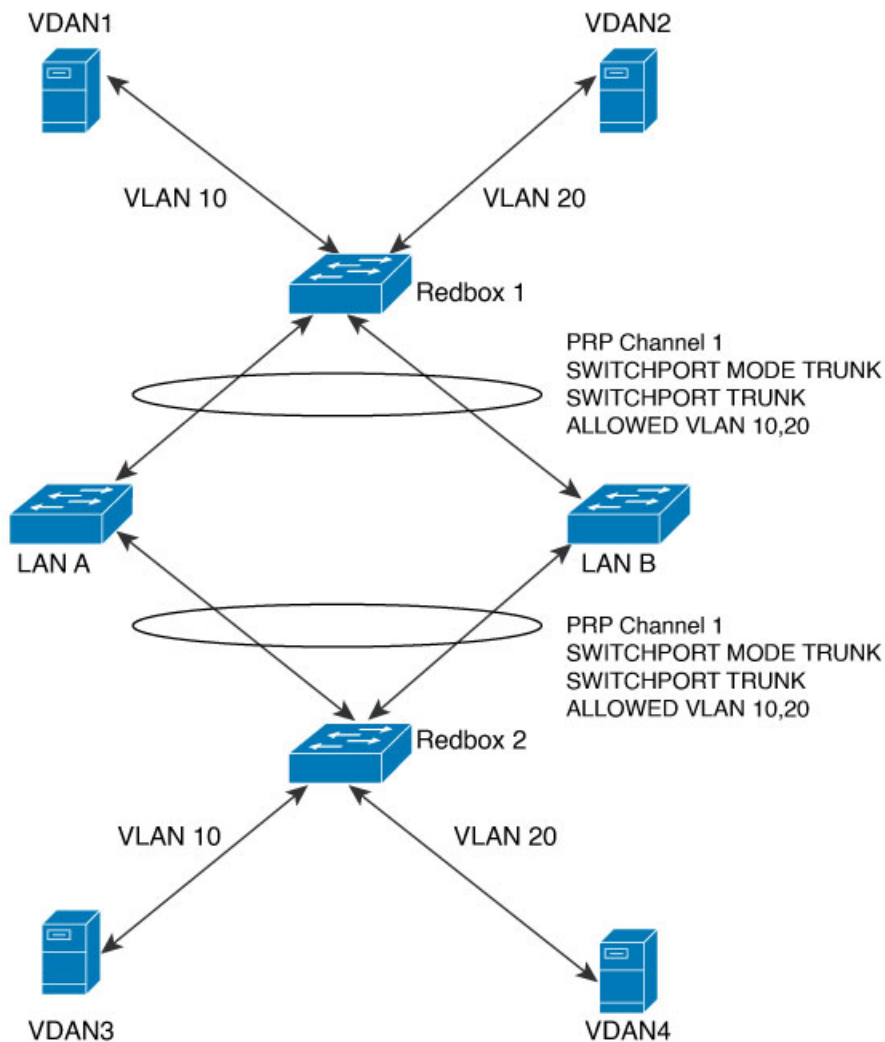 VDAN1
VDAN2
VLAN 10
VLAN 20
Redbox 1
PRP Channel 1
SWITCHPORT MODE TRUNK
SWITCHPORT TRUNK
ALLOWED VLAN 10,20
LAN A
LAN B
PRP Channel 1
SWITCHPORT MODE TRUNK
SWITCHPORT TRUNK
ALLOWED VLAN 10,20
Redbox 2
VLAN 10
VLAN 20
VDAN3
VDAN4